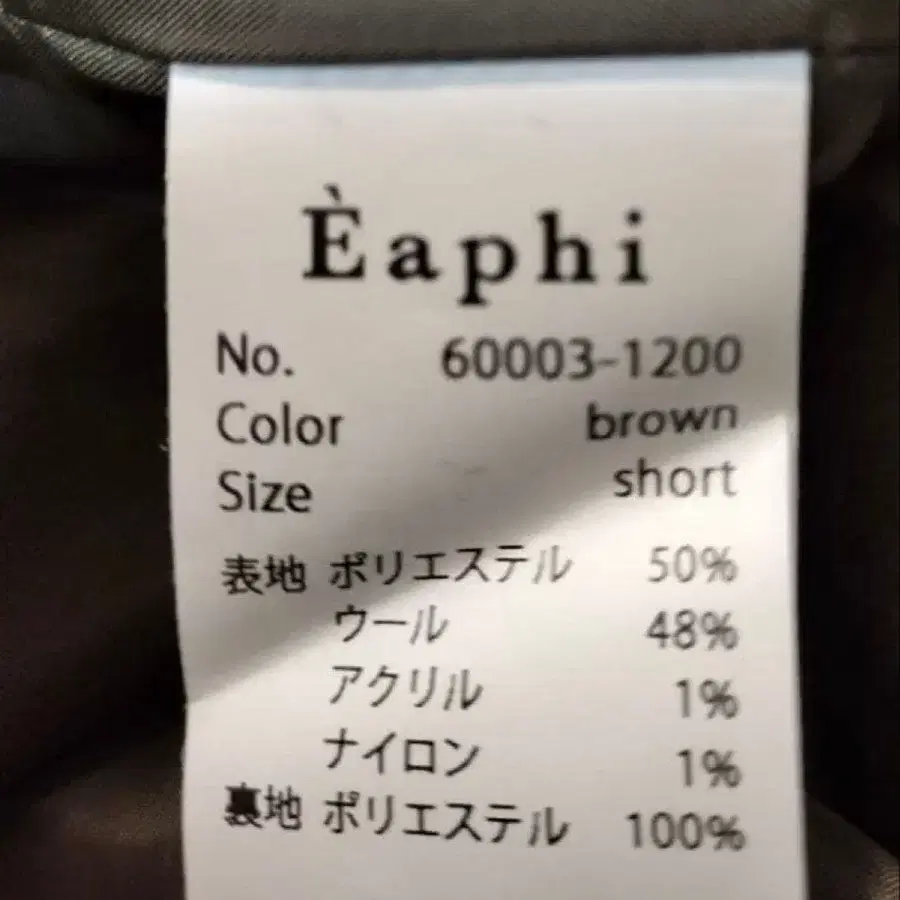 Èaphi
No. 60003-1200
Color brown
Size short
表地 ポリエステル 50%
ウール 48%
アクリル 1%
ナイロン 1%
裏地 ポリエステル 100%